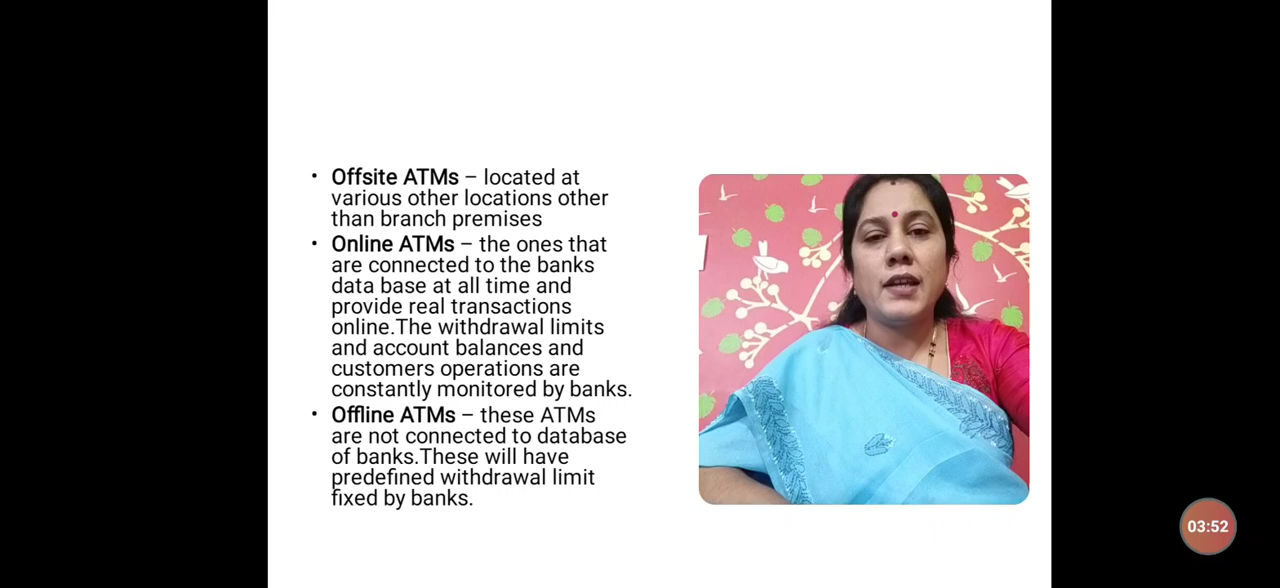 • Offsite ATMs – located at
various other locations other
than branch premises
• Online ATMs – the ones that
are connected to the banks
data base at all time and
provide real transactions
online.The withdrawal limits
and account balances and
customers operations are
constantly monitored by banks.
• Offline ATMs – these ATMs
are not connected to database
of banks.These will have
predefined withdrawal limit
fixed by banks.
03:52